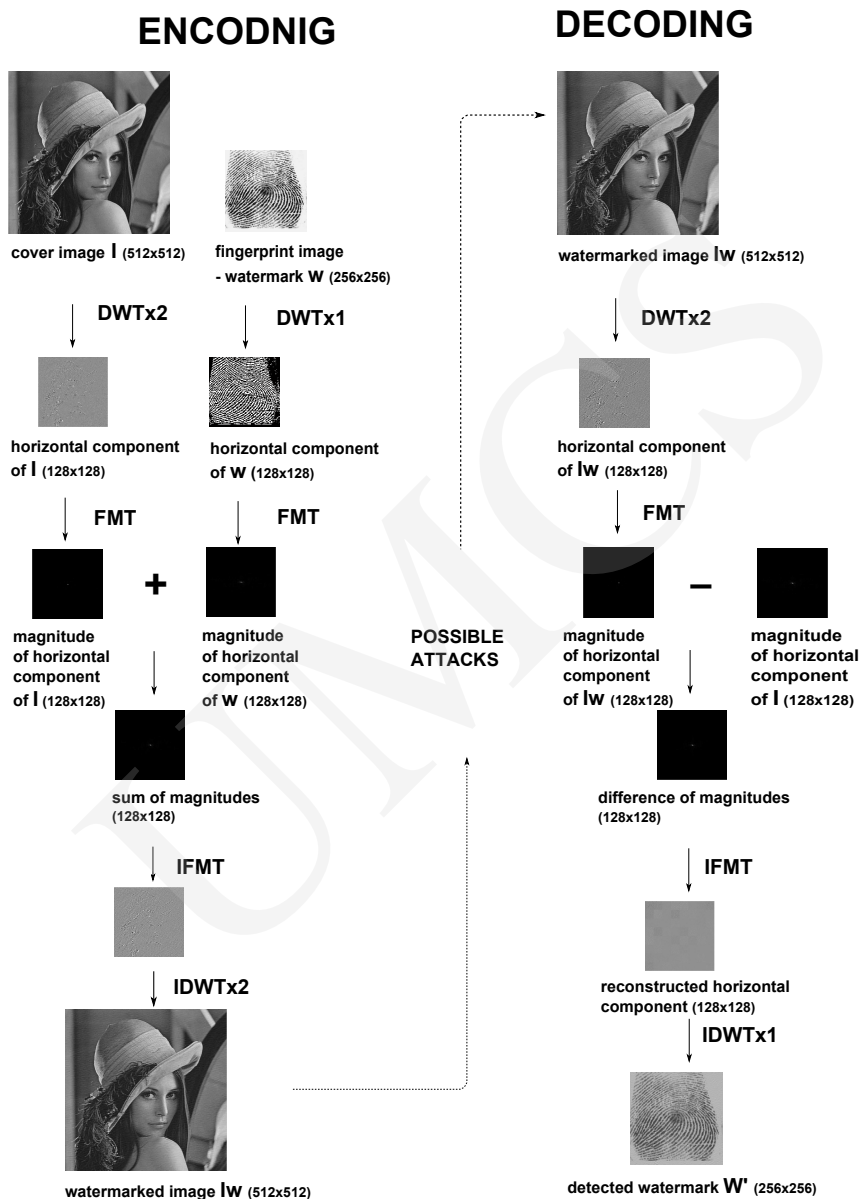 ENCODNIG
cover image I (512x512)
fingerprint image
- watermark w (256x256)
DWTx2
DWTx1
horizontal component
of I (128x128)
horizontal component
of w (128x128)
FMT
FMT
+
magnitude
of horizontal
component
of I (128x128)
magnitude
of horizontal
component
of w (128x128)
sum of magnitudes
(128x128)
IFMT
IDWTx2
watermarked image Iw (512x512)
POSSIBLE
ATTACKS
DECODING
watermarked image Iw (512x512)
DWTx2
horizontal component
of Iw (128x128)
FMT
–
magnitude
of horizontal
component
of Iw (128x128)
magnitude
of horizontal
component
of I (128x128)
difference of magnitudes
(128x128)
IFMT
reconstructed horizontal
component (128x128)
IDWTx1
detected watermark W' (256x256)
UMCS